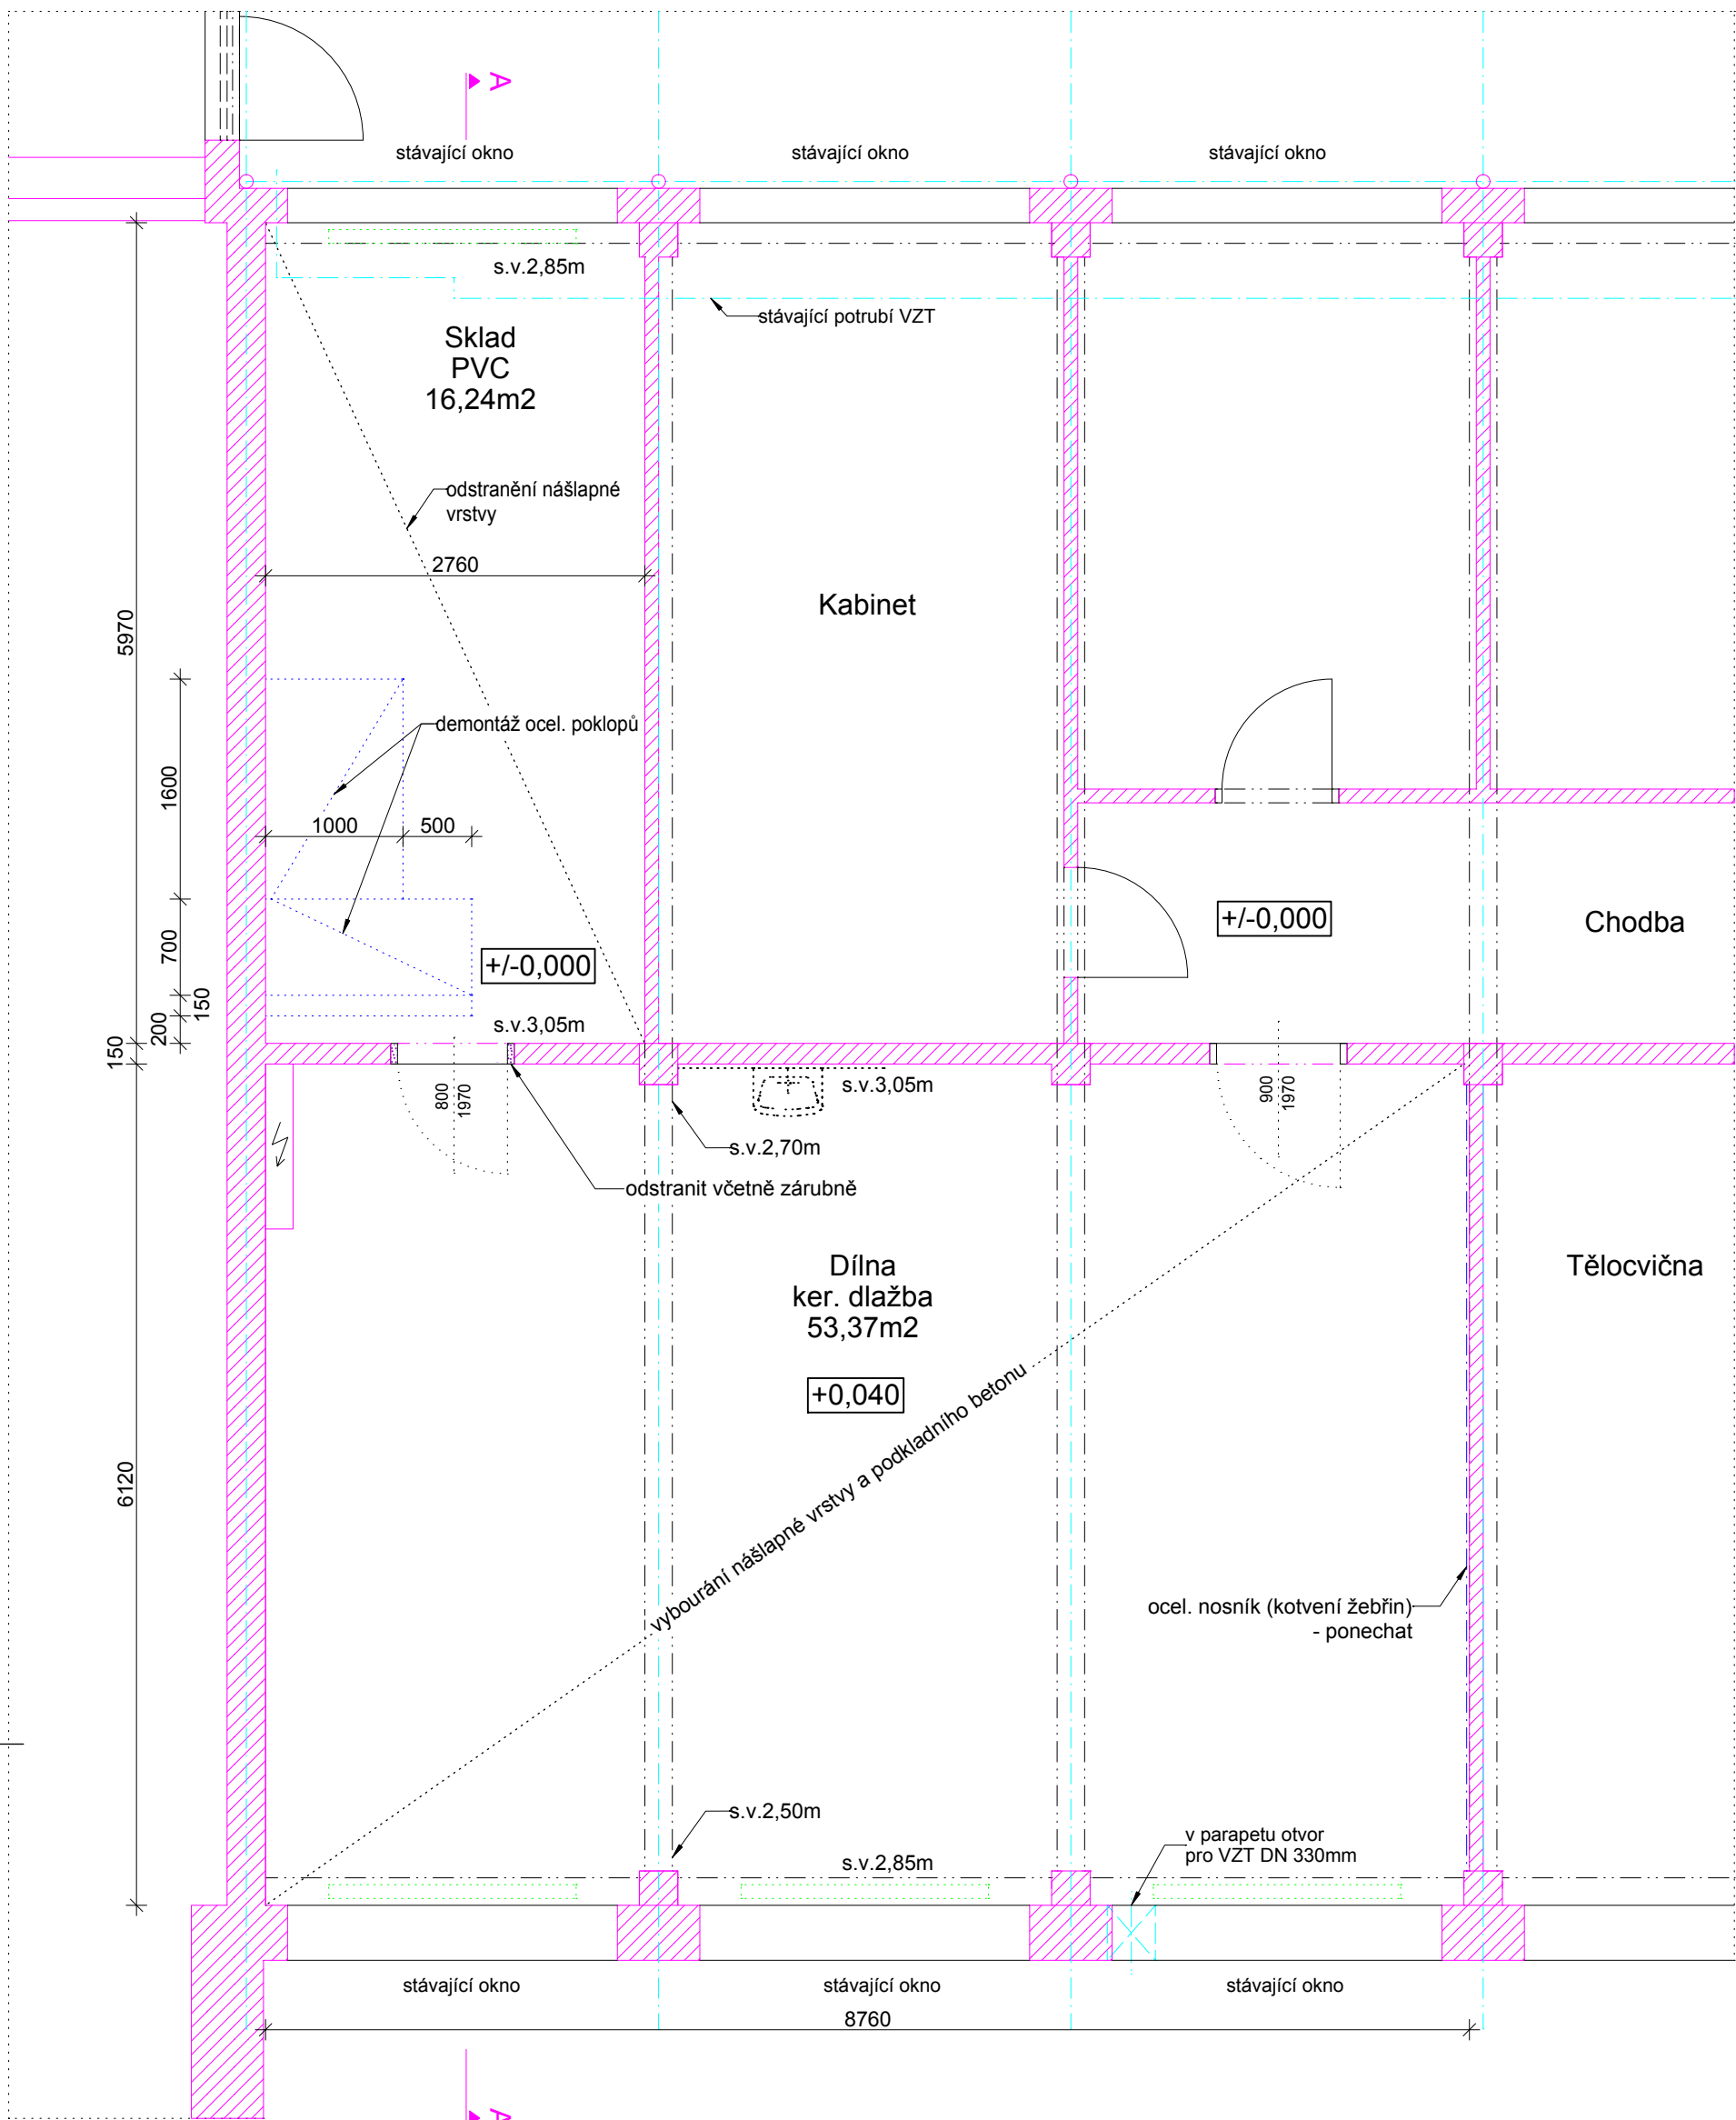 A
stávající okno
stávající okno
stávající okno
s.v.2,85m
stávající potrubí VZT
Sklad
PVC
16,24m2
odstranění nášlapné
vrstvy
2760
Kabinet
5970
demontáž ocel. poklopů
1600
1000
500
700
150
200
150
+/-0,000
s.v.3,05m
+/-0,000
Chodba
800
1970
s.v.3,05m
900
1970
s.v.2,70m
odstranit včetně zárubně
Dílna
ker. dlažba
53,37m2
+0,040
Tělocvična
vybourání nášlapné vrstvy a podkladního betonu
6120
ocel. nosník (kotvení žebřin)
- ponechat
s.v.2,50m
s.v.2,85m
v parapetu otvor
pro VZT DN 330mm
stávající okno
stávající okno
stávající okno
8760
A